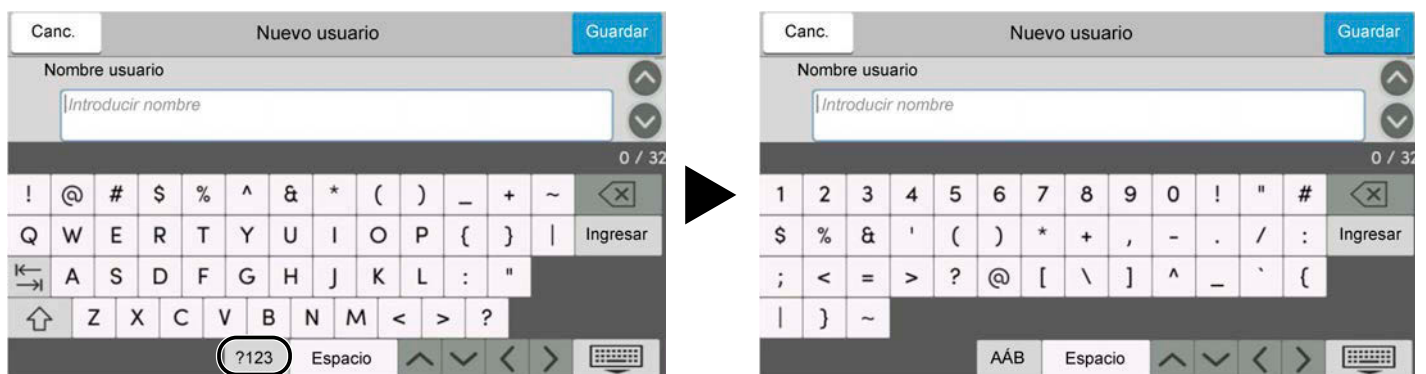 Canc. Nuevo usuario Guardar
Nombre usuario
Introducir nombre
0 / 32
! @ # $ % ^ & * ( ) _ + ~
Q W E R T Y U I O P { } | Ingresar
A S D F G H J K L : "
Z X C V B N M < > ?
?123 Espacio
Canc. Nuevo usuario Guardar
Nombre usuario
Introducir nombre
0 / 32
1 2 3 4 5 6 7 8 9 0 ! " #
$ % & ' ( ) * + , - . / : Ingresar
; < = > ? @ [ \ ] ^ _ ` {
| } ~
AÁB Espacio